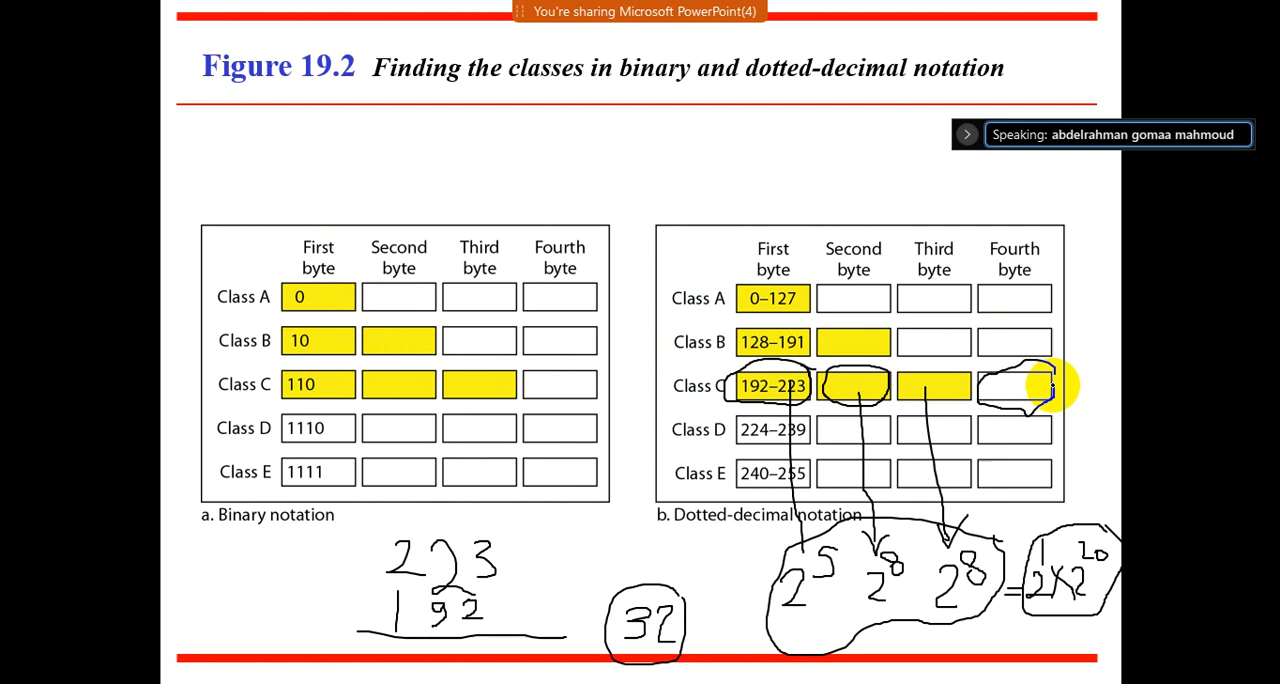 You're sharing Microsoft PowerPoint(4)
Figure 19.2 Finding the classes in binary and dotted-decimal notation
Speaking: abdelrahman gomaa mahmoud
First byte Second byte Third byte Fourth byte
Class A 0
Class B 10
Class C 110
Class D 1110
Class E 1111
a. Binary notation
First byte Second byte Third byte Fourth byte
Class A 0–127
Class B 128–191
Class C 192–223
Class D 224–239
Class E 240–255
b. Dotted-decimal notation
223
192
32
2^5 2^8 2^8 = 2^1 x 2^20